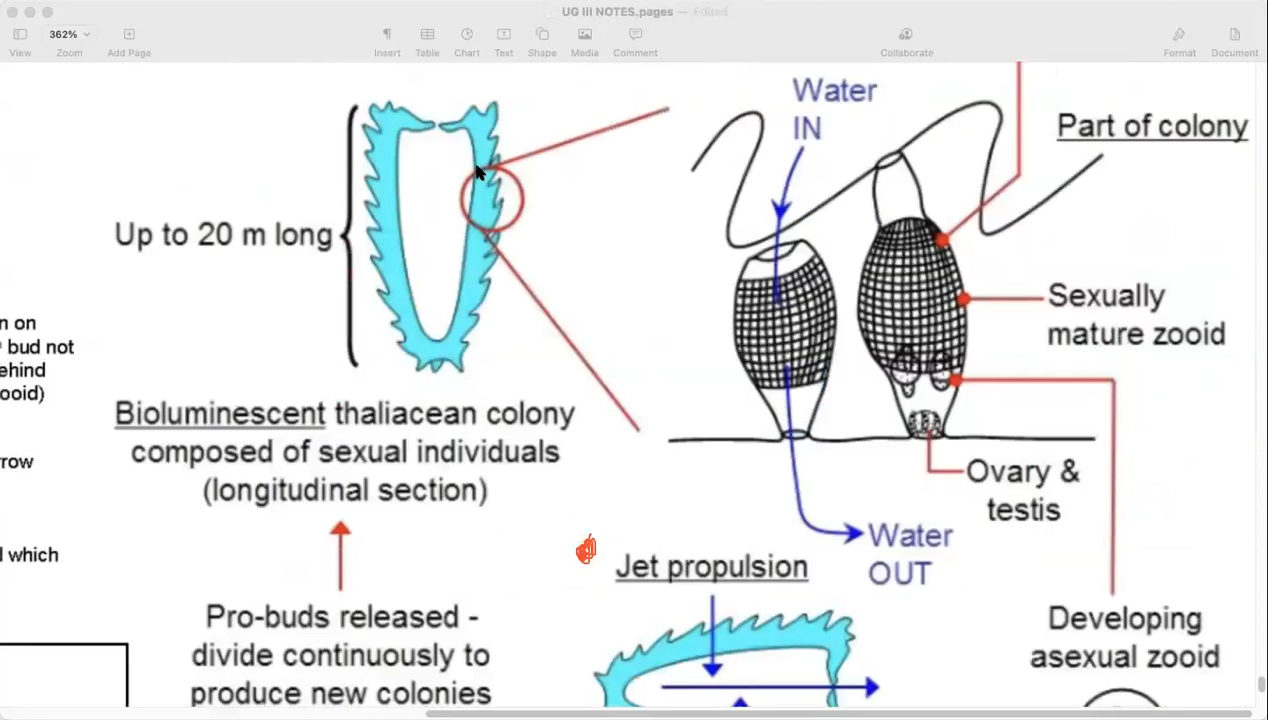 UG III NOTES.pages — Edited
362%
View
Zoom
Add Page
Insert
Table
Chart
Text
Shape
Media
Comment
Collaborate
Format
Document
Water
IN
Part of colony
Up to 20 m long
Sexually
mature zooid
n on
bud not
ehind
ooid)
rrow
l which
Bioluminescent thaliacean colony
composed of sexual individuals
(longitudinal section)
Ovary &
testis
Water
OUT
Jet propulsion
Pro-buds released -
divide continuously to
produce new colonies
Developing
asexual zooid